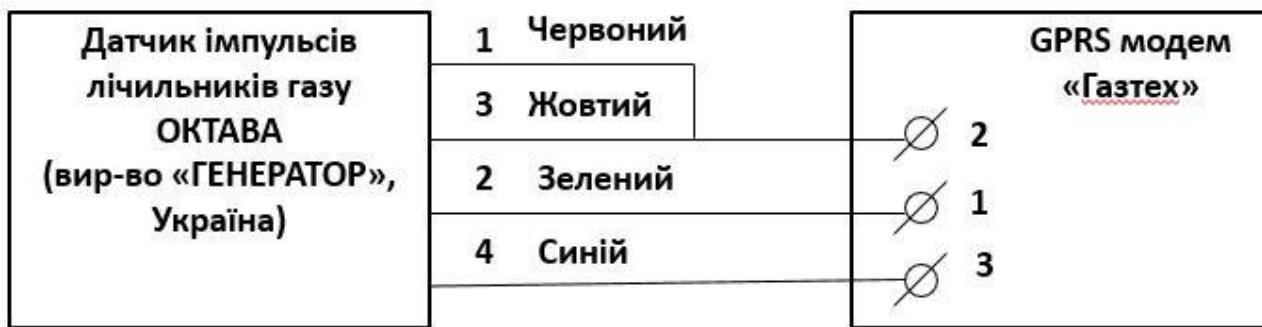 Датчик імпульсів
лічильників газу
ОКТАВА
(вир-во «ГЕНЕРАТОР»,
Україна)
1 Червоний
3 Жовтий
2 Зелений
4 Синій
GPRS модем
«Газтех»
2
1
3